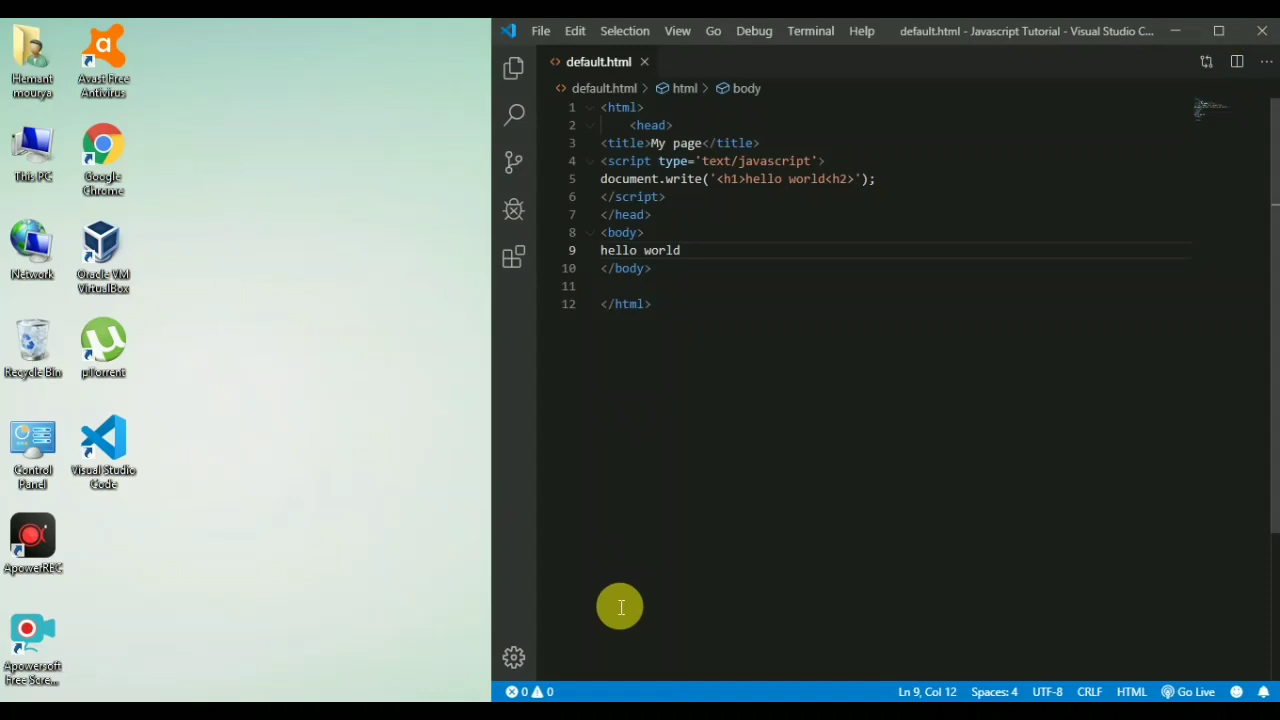 Hemant
mourya
Avast Free
Antivirus
This PC
Google
Chrome
Network
Oracle VM
VirtualBox
Recycle Bin
µTorrent
Control
Panel
Visual Studio
Code
ApowerREC
Apowersoft
Free Scre...
File Edit Selection View Go Debug Terminal Help default.html - Javascript Tutorial - Visual Studio C...
default.html
default.html > html > body
1 <html>
2 <head>
3 <title>My page</title>
4 <script type='text/javascript'>
5 document.write('<h1>hello world<h2>');
6 </script>
7 </head>
8 <body>
9 hello world
10 </body>
11
12 </html>
0 0 Ln 9, Col 12 Spaces: 4 UTF-8 CRLF HTML Go Live